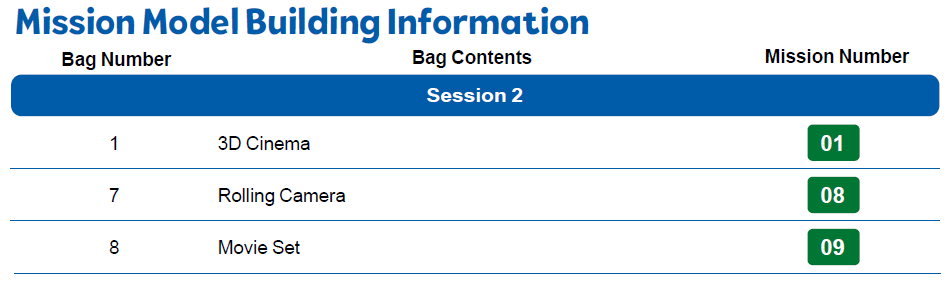 Mission Model Building Information
Bag Number Bag Contents Mission Number
Session 2
1 3D Cinema 01
7 Rolling Camera 08
8 Movie Set 09